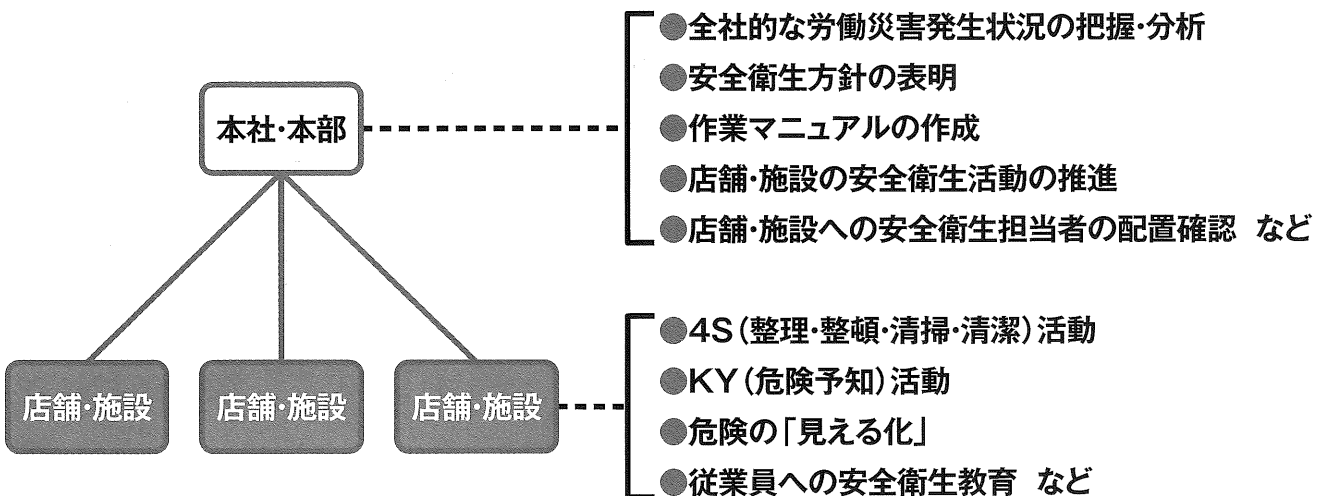 本社・本部
●全社的な労働災害発生状況の把握・分析
●安全衛生方針の表明
●作業マニュアルの作成
●店舗・施設の安全衛生活動の推進
●店舗・施設への安全衛生担当者の配置確認 など
店舗・施設
店舗・施設
店舗・施設
●4S(整理・整頓・清掃・清潔)活動
●KY(危険予知)活動
●危険の「見える化」
●従業員への安全衛生教育 など